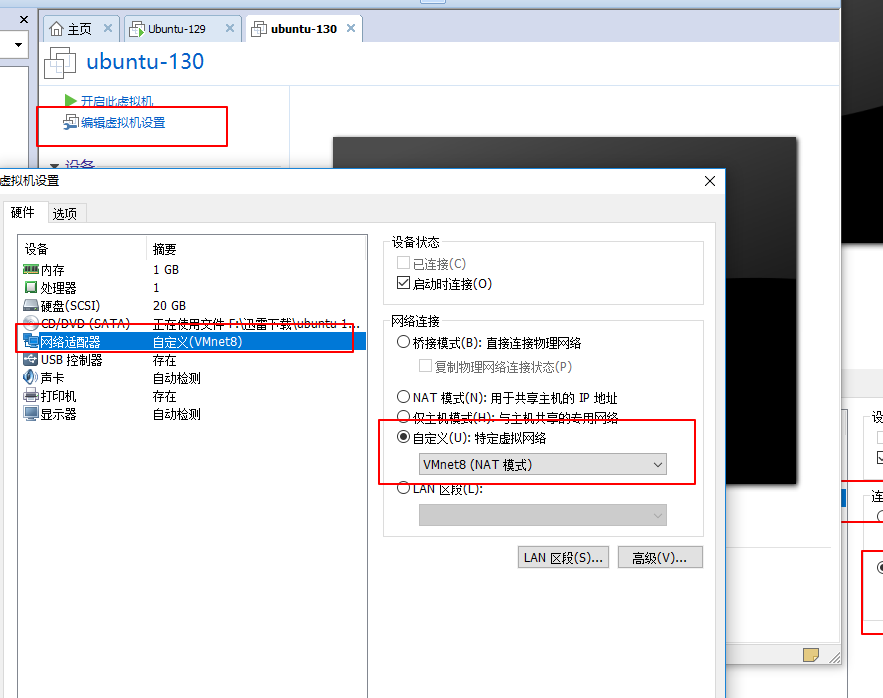 主页 Ubuntu-129 ubuntu-130
ubuntu-130
开启此虚拟机
编辑虚拟机设置
设备
虚拟机设置
硬件 选项
设备 摘要
内存 1 GB
处理器 1
硬盘(SCSI) 20 GB
CD/DVD (SATA) 正在使用文件 F:\迅雷下载\ubuntu 1...
网络适配器 自定义(VMnet8)
USB 控制器 存在
声卡 自动检测
打印机 存在
显示器 自动检测
设备状态
已连接(C)
启动时连接(O)
网络连接
桥接模式(B): 直接连接物理网络
复制物理网络连接状态(P)
NAT 模式(N): 用于共享主机的 IP 地址
仅主机模式(H): 与主机共享的专用网络
自定义(U): 特定虚拟网络
VMnet8 (NAT 模式)
LAN 区段(L):
LAN 区段(S)... 高级(V)...
设
连